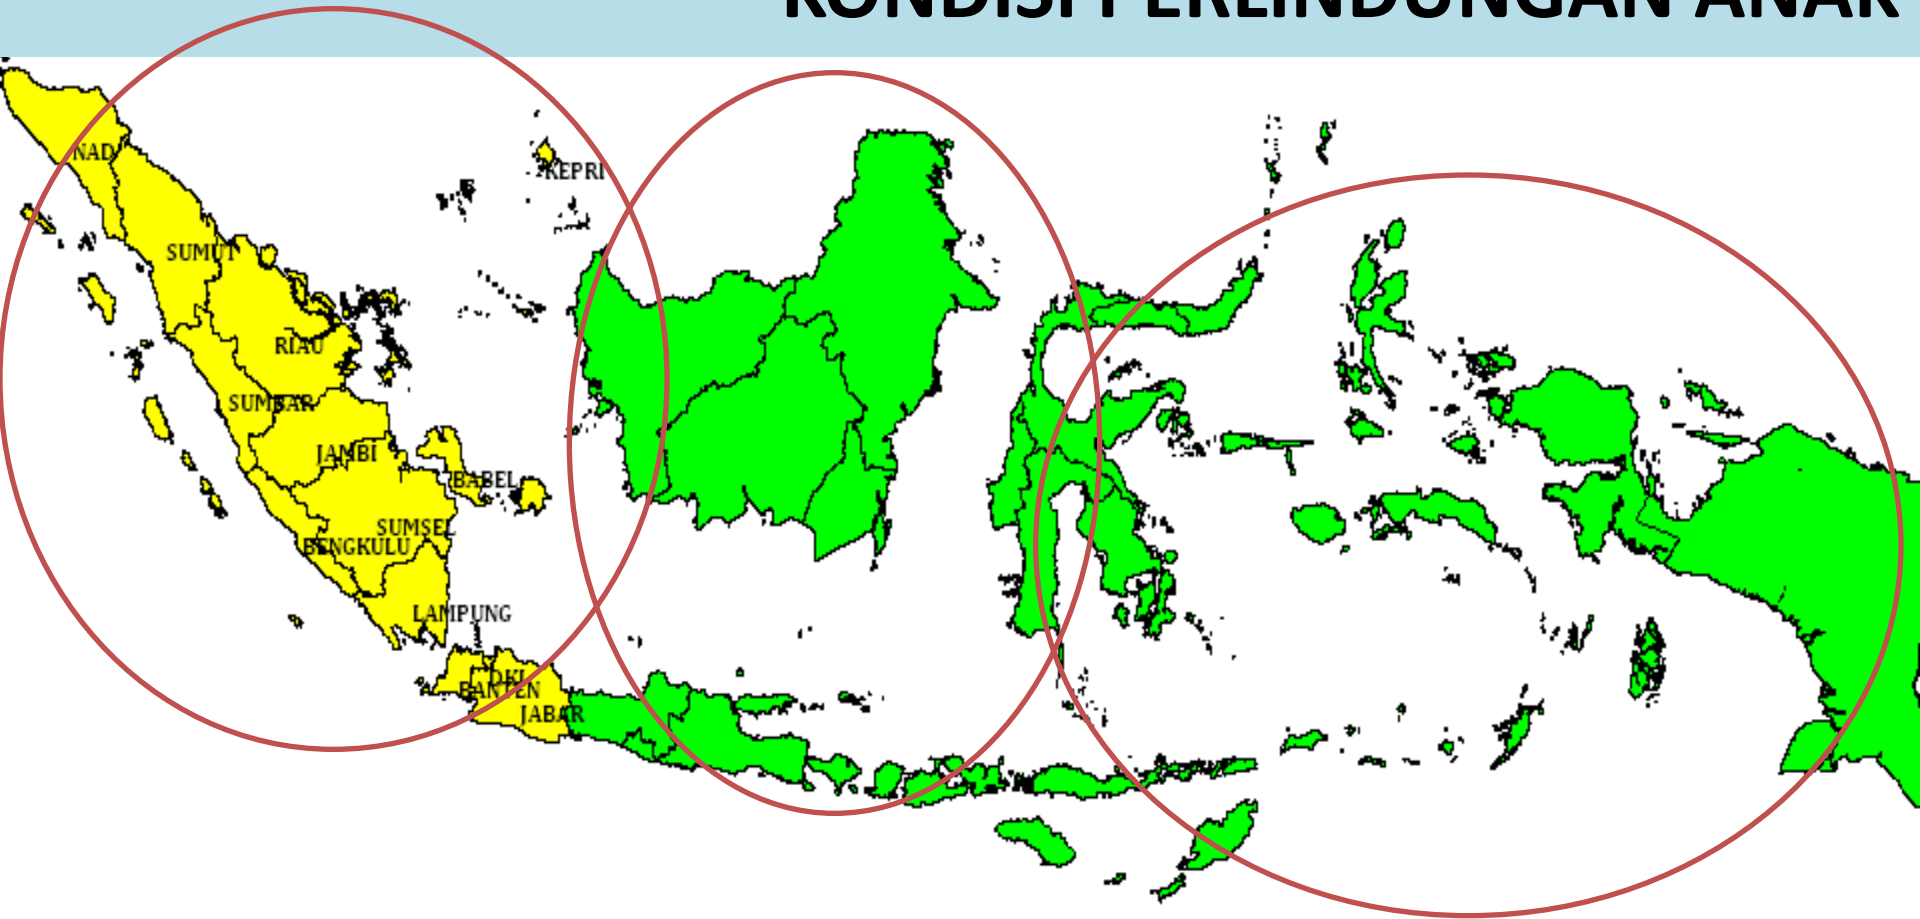 KONDISI PERLINDUNGAN ANAK
NAD
KEPRI
SUMUT
RIAU
SUMBAR
JAMBI
BABEL
SUMSEL
BENGKULU
LAMPUNG
DKI
BANTEN
JABAR